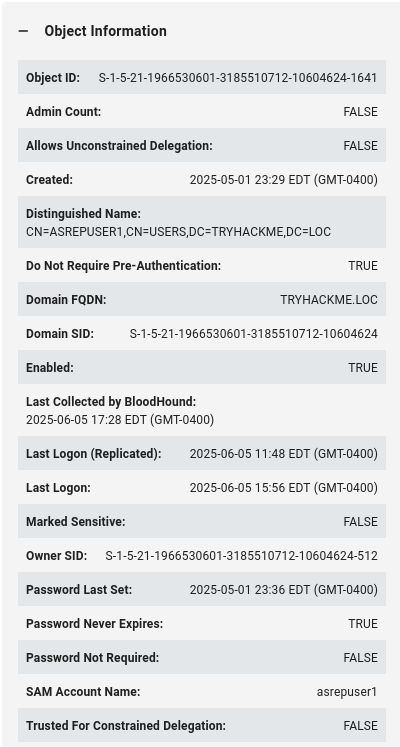 Object Information
Object ID: S-1-5-21-1966530601-3185510712-10604624-1641
Admin Count: FALSE
Allows Unconstrained Delegation: FALSE
Created: 2025-05-01 23:29 EDT (GMT-0400)
Distinguished Name:
CN=ASREPUSER1,CN=USERS,DC=TRYHACKME,DC=LOC
Do Not Require Pre-Authentication: TRUE
Domain FQDN: TRYHACKME.LOC
Domain SID: S-1-5-21-1966530601-3185510712-10604624
Enabled: TRUE
Last Collected by BloodHound:
2025-06-05 17:28 EDT (GMT-0400)
Last Logon (Replicated): 2025-06-05 11:48 EDT (GMT-0400)
Last Logon: 2025-06-05 15:56 EDT (GMT-0400)
Marked Sensitive: FALSE
Owner SID: S-1-5-21-1966530601-3185510712-10604624-512
Password Last Set: 2025-05-01 23:36 EDT (GMT-0400)
Password Never Expires: TRUE
Password Not Required: FALSE
SAM Account Name: asrepuser1
Trusted For Constrained Delegation: FALSE